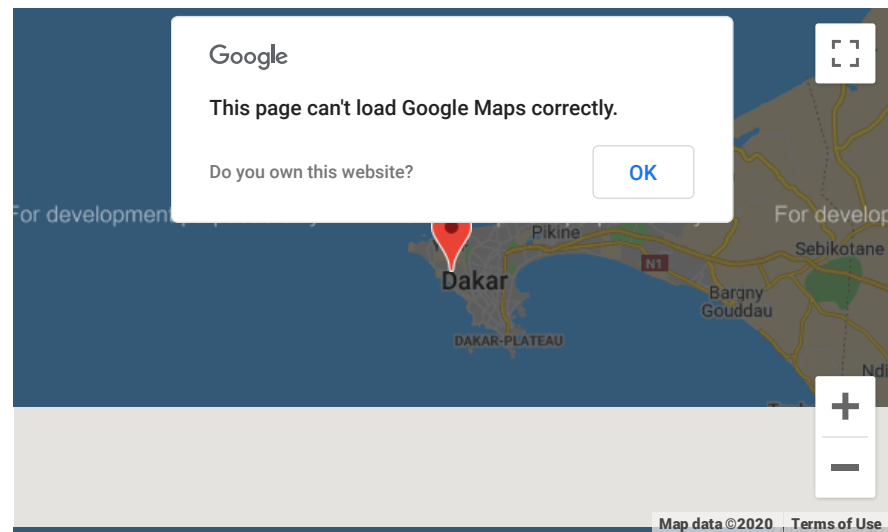 Google
This page can't load Google Maps correctly.
Do you own this website?
OK
For development
For develop
Pikine
Sebikotane
N1
Dakar
Bargny
Gouddau
DAKAR-PLATEAU
Map data ©2020
Terms of Use